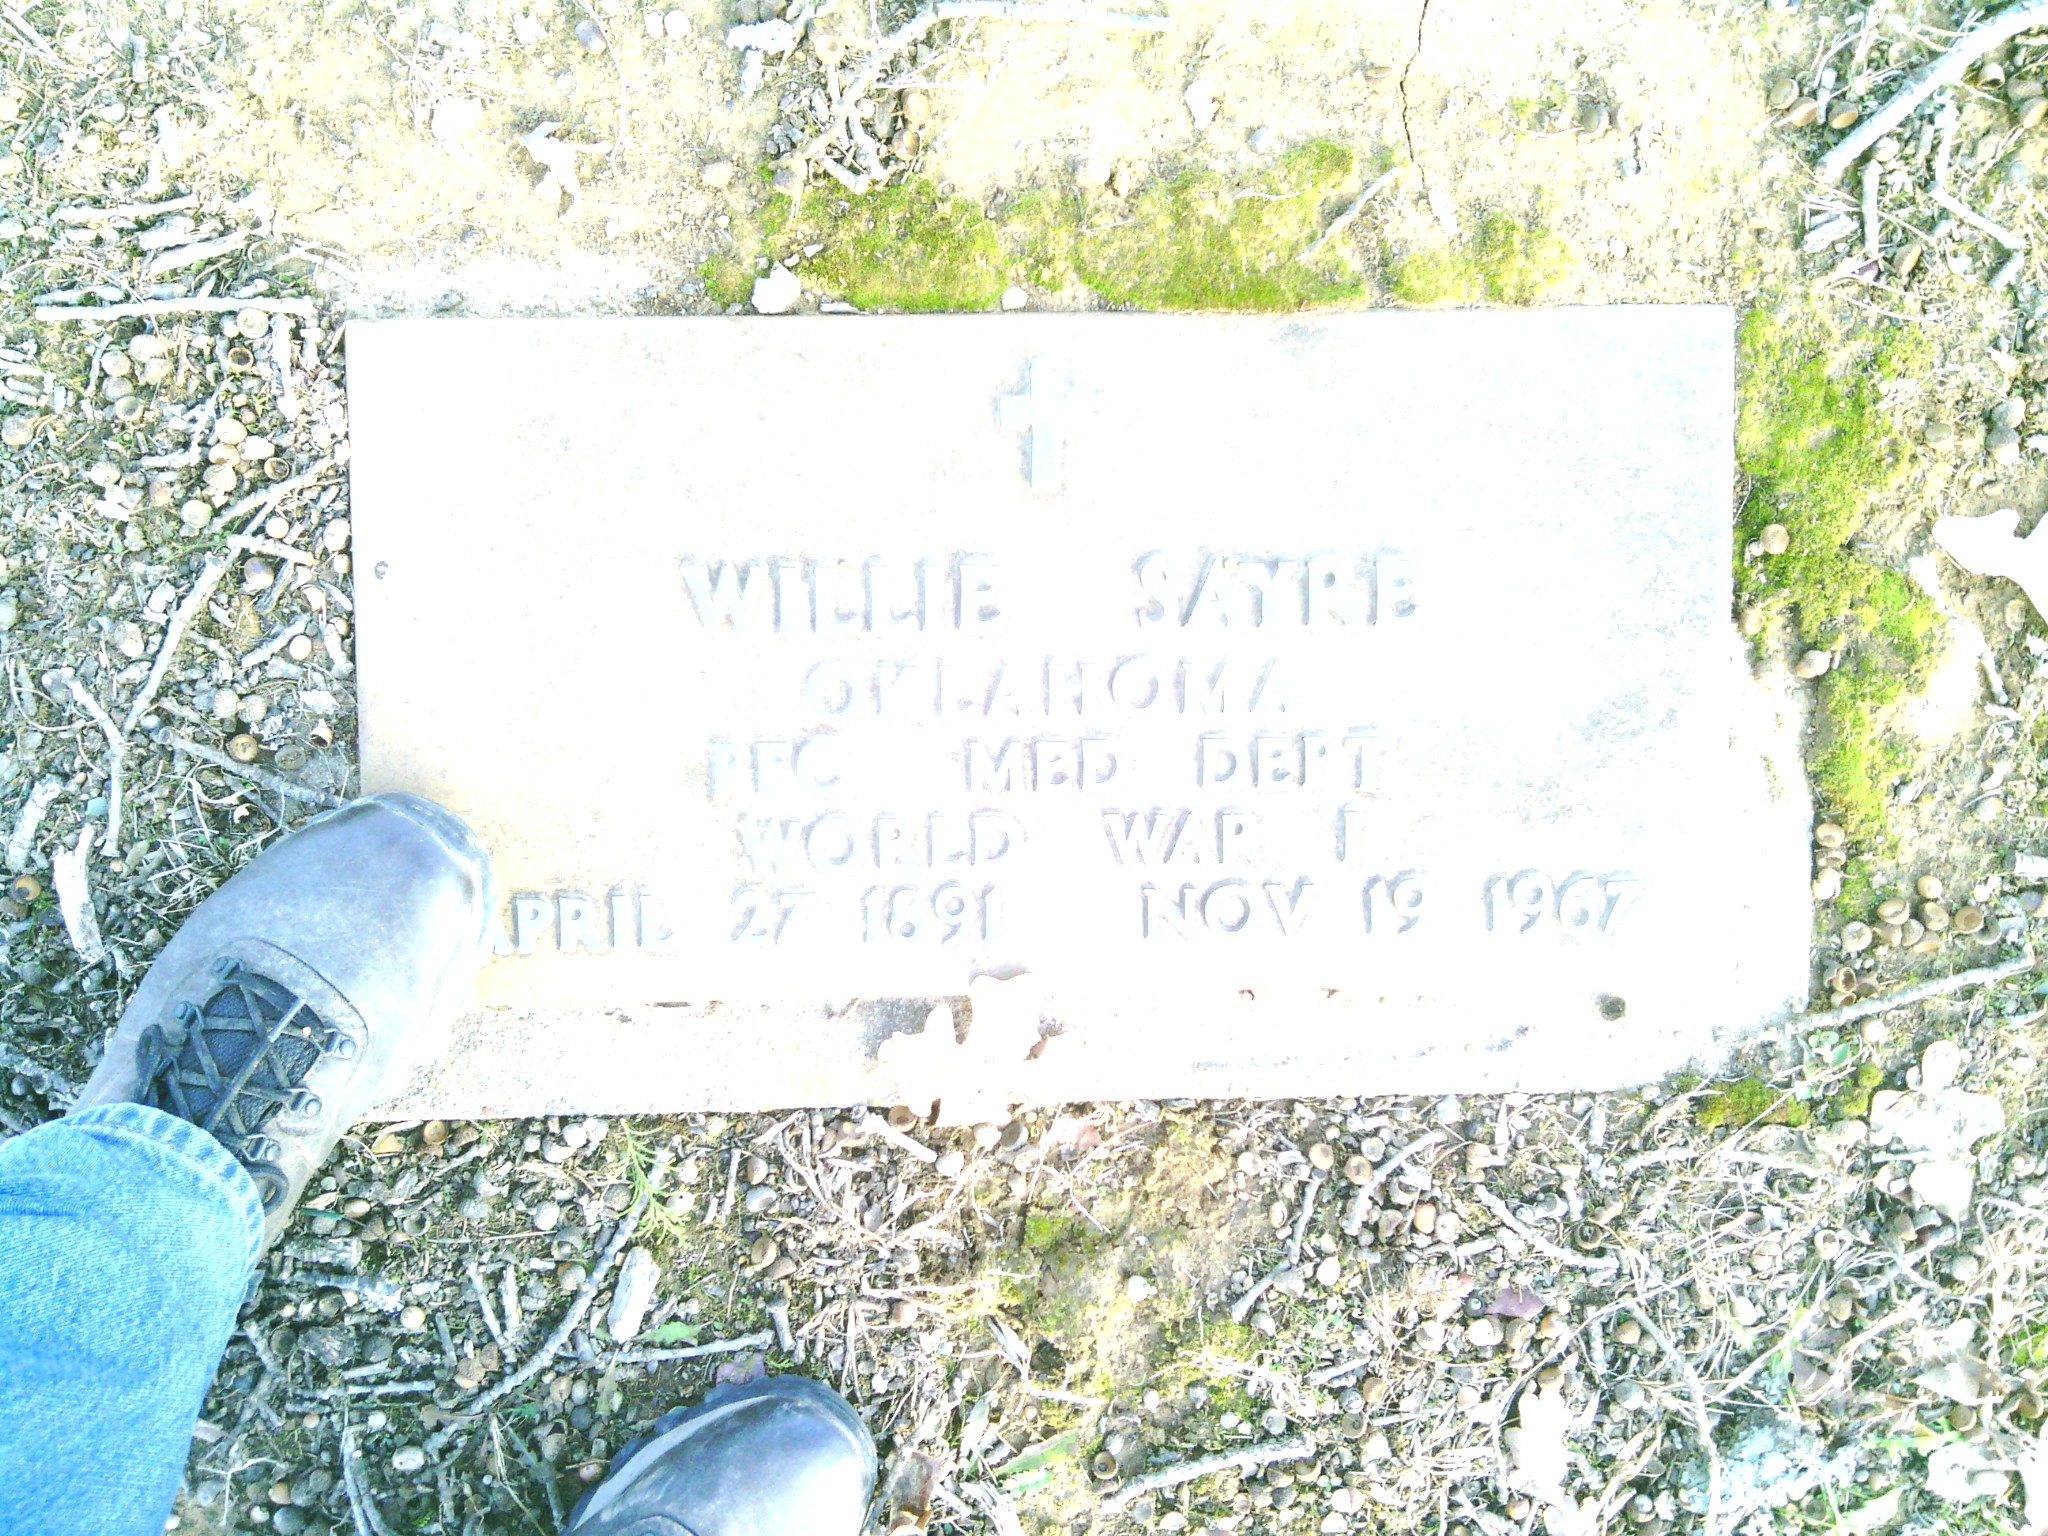 WILLIE SAYRE
OKLAHOMA
PFC MED DEPT
WORLD WAR I
APRIL 27 1891 NOV 19 1967